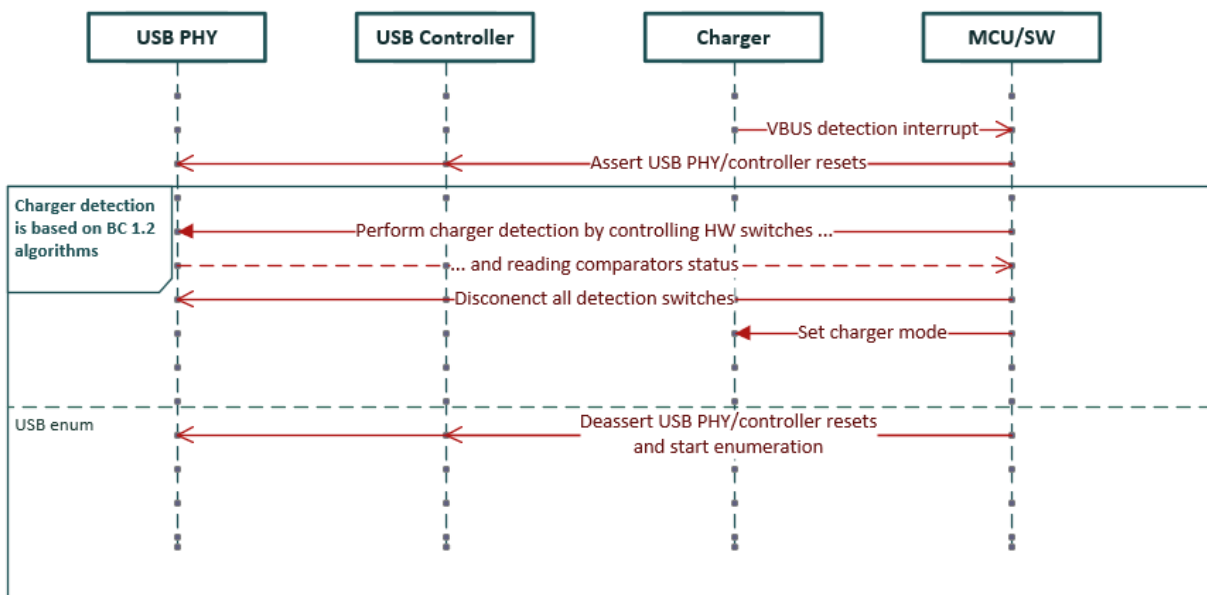 USB PHY
USB Controller
Charger
MCU/SW
VBUS detection interrupt
Assert USB PHY/controller resets
Charger detection
is based on BC 1.2
algorithms
Perform charger detection by controlling HW switches ...
... and reading comparators status
Disconenct all detection switches
Set charger mode
USB enum
Deassert USB PHY/controller resets
and start enumeration